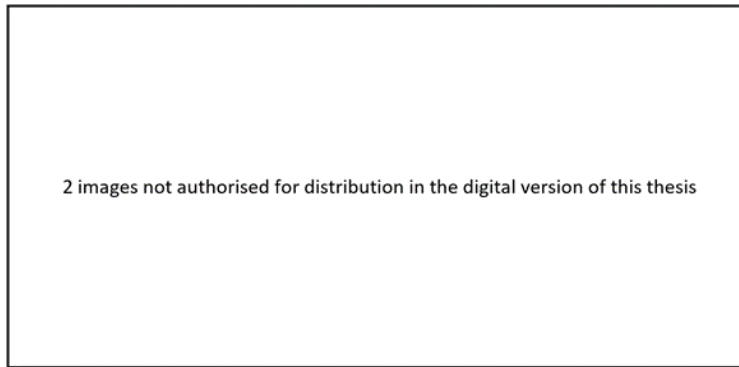 2 images not authorised for distribution in the digital version of this thesis